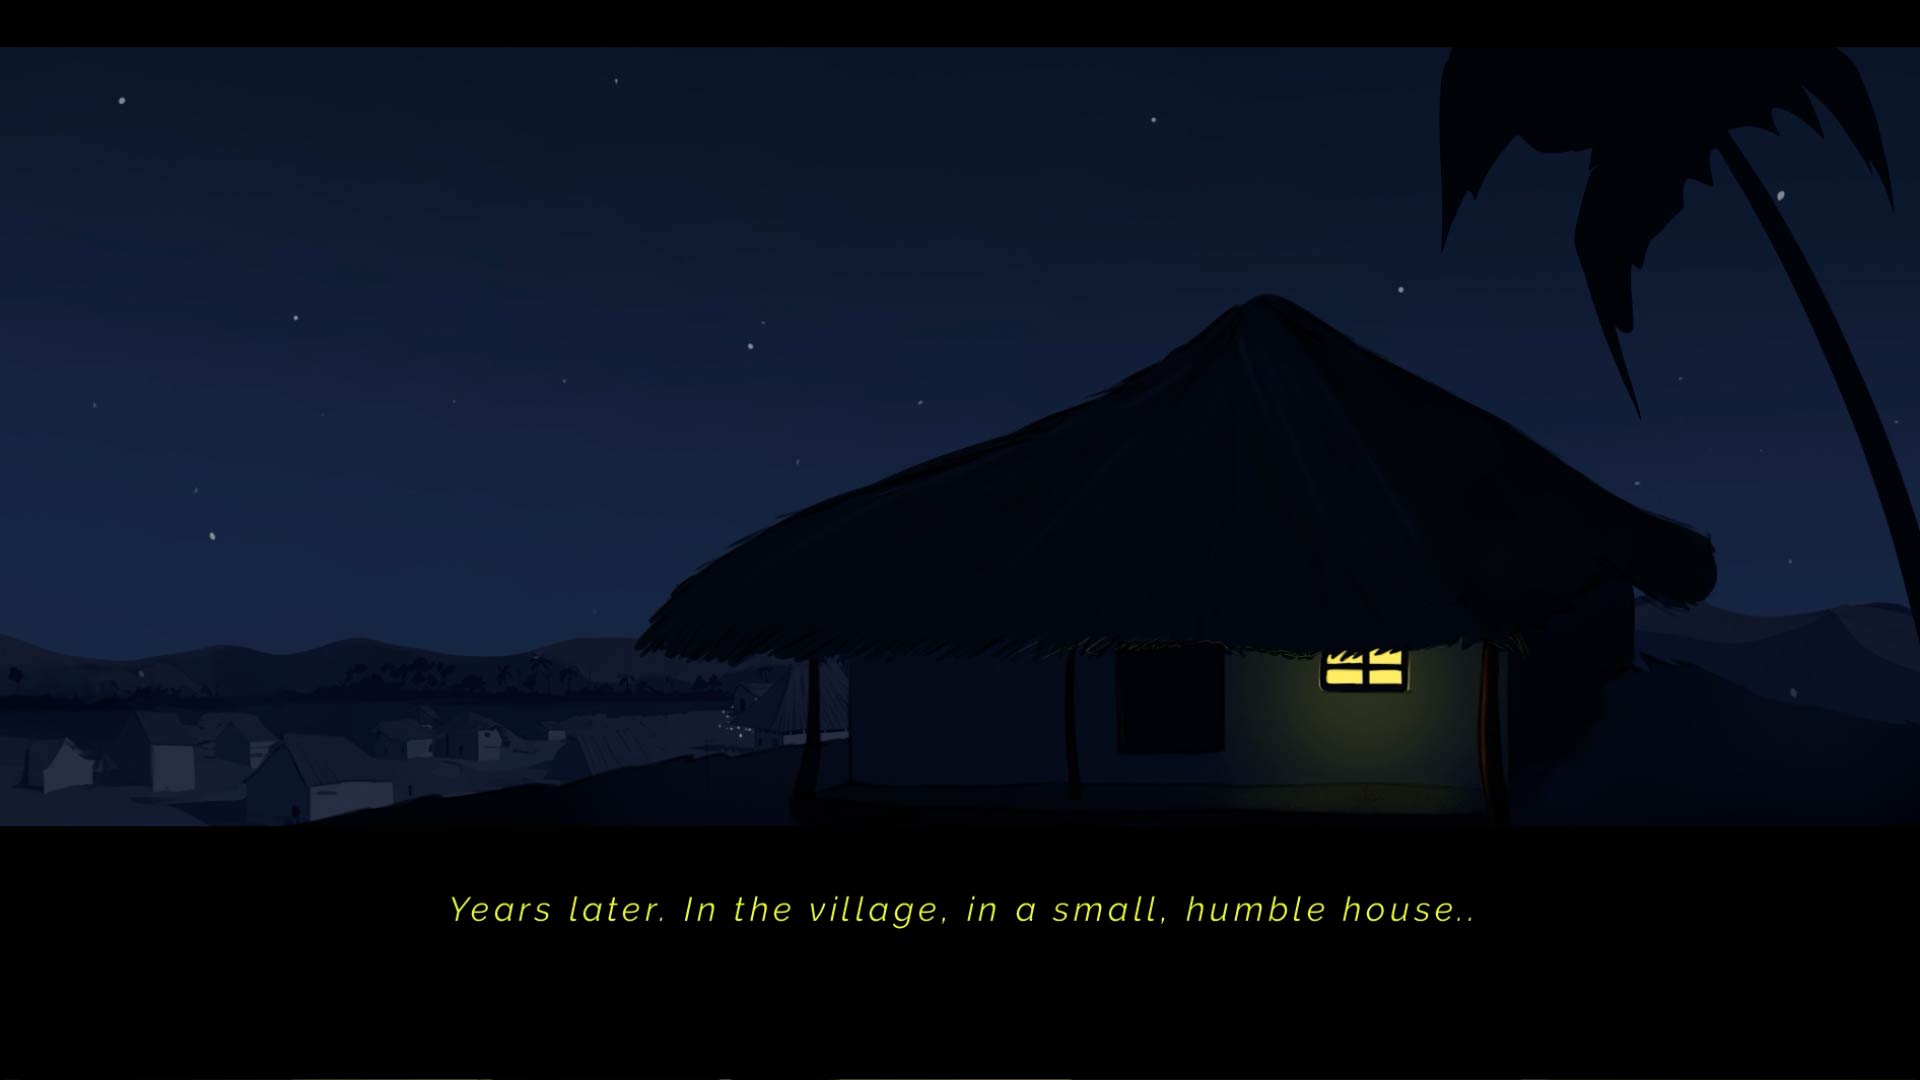 Years later. In the village, in a small, humble house..